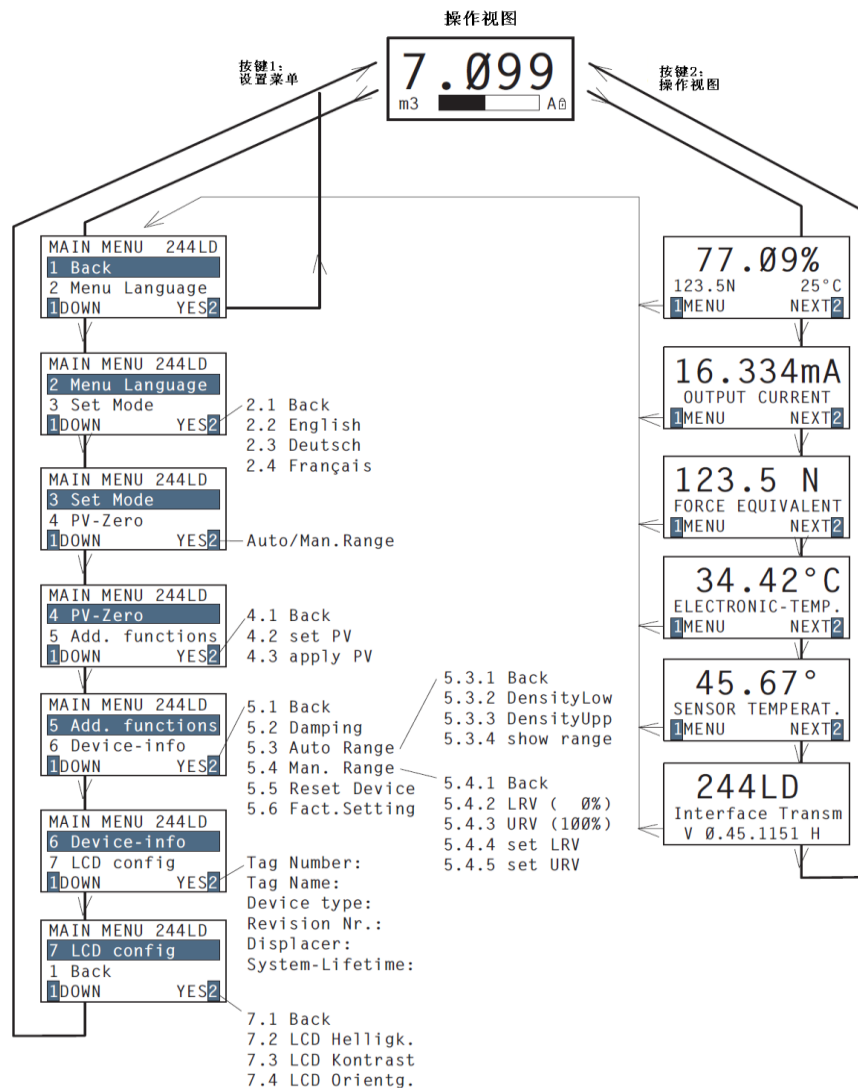 操作视图
按键1:
设置菜单
7.Ø99
m3 A
按键2:
操作视图
MAIN MENU 244LD
1 Back
2 Menu Language
1DOWN YES2
MAIN MENU 244LD
2 Menu Language
3 Set Mode
1DOWN YES2
2.1 Back
2.2 English
2.3 Deutsch
2.4 Français
MAIN MENU 244LD
3 Set Mode
4 PV-Zero
1DOWN YES2
Auto/Man.Range
MAIN MENU 244LD
4 PV-Zero
5 Add. functions
1DOWN YES2
4.1 Back
4.2 set PV
4.3 apply PV
MAIN MENU 244LD
5 Add. functions
6 Device-info
1DOWN YES2
5.1 Back
5.2 Damping
5.3 Auto Range
5.4 Man. Range
5.5 Reset Device
5.6 Fact.Setting
5.3.1 Back
5.3.2 DensityLow
5.3.3 DensityUpp
5.3.4 show range
5.4.1 Back
5.4.2 LRV (  Ø%)
5.4.3 URV (100%)
5.4.4 set LRV
5.4.5 set URV
MAIN MENU 244LD
6 Device-info
7 LCD config
1DOWN YES2
Tag Number:
Tag Name:
Device type:
Revision Nr.:
Displacer:
System-Lifetime:
MAIN MENU 244LD
7 LCD config
1 Back
1DOWN YES2
7.1 Back
7.2 LCD Helligk.
7.3 LCD Kontrast
7.4 LCD Orientg.
77.Ø9%
123.5N 25°C
1MENU NEXT2
16.334mA
OUTPUT CURRENT
1MENU NEXT2
123.5 N
FORCE EQUIVALENT
1MENU NEXT2
34.42°C
ELECTRONIC-TEMP.
1MENU NEXT2
45.67°
SENSOR TEMPERAT.
1MENU NEXT2
244LD
Interface Transm
V Ø.45.1151 H